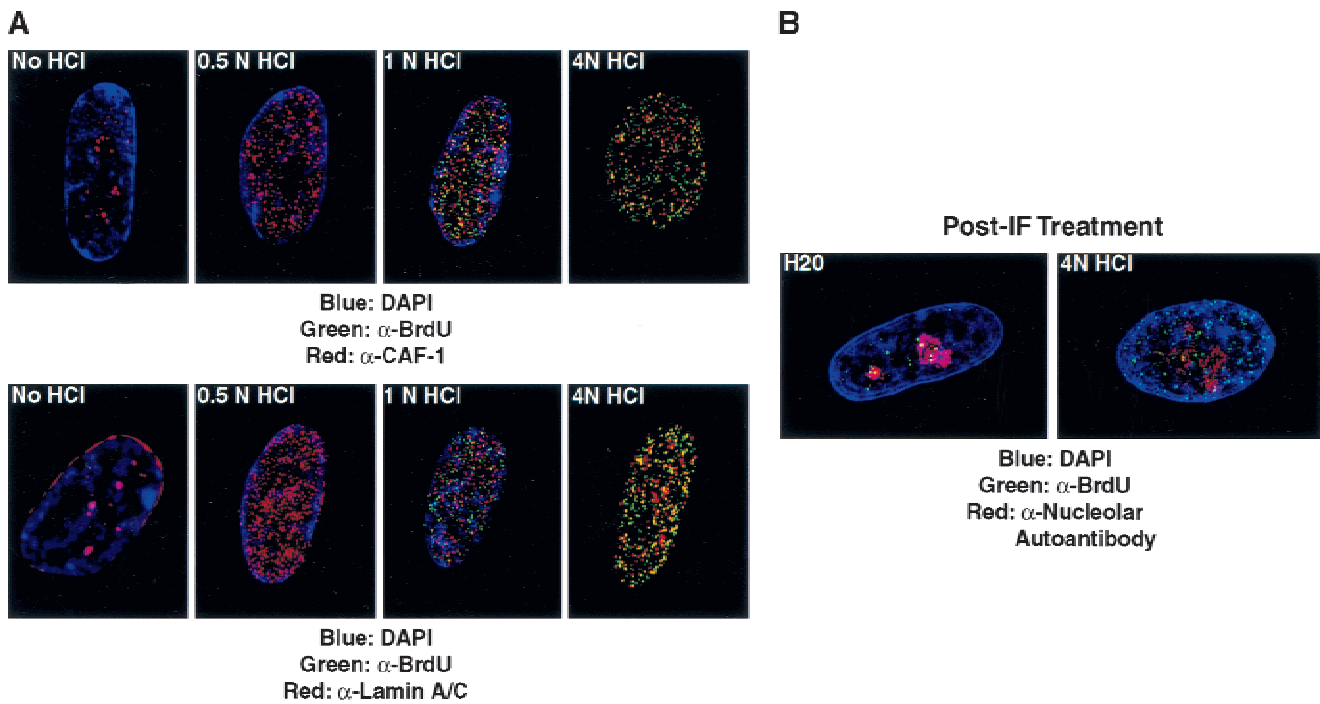 A
No HCl
0.5 N HCl
1 N HCl
4N HCl
Blue: DAPI
Green: α-BrdU
Red: α-CAF-1
No HCl
0.5 N HCl
1 N HCl
4N HCl
Blue: DAPI
Green: α-BrdU
Red: α-Lamin A/C
B
Post-IF Treatment
H20
4N HCl
Blue: DAPI
Green: α-BrdU
Red: α-Nucleolar
Autoantibody